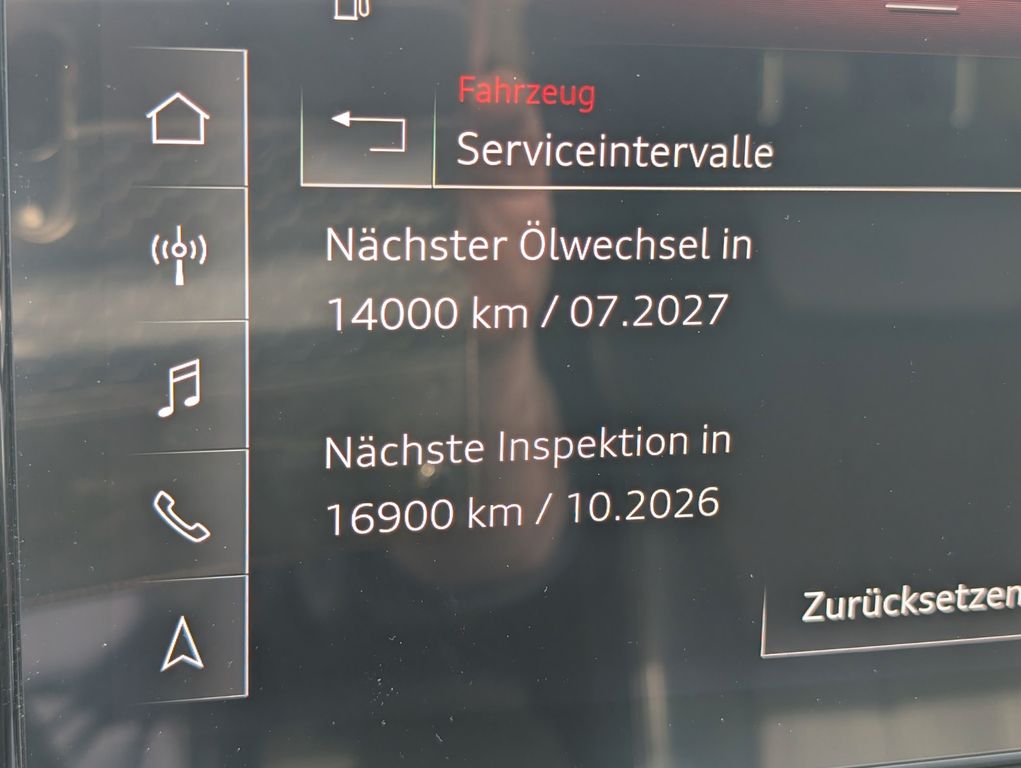 Fahrzeug
Serviceintervalle
Nächster Ölwechsel in
14000 km / 07.2027
Nächste Inspektion in
16900 km / 10.2026
Zurücksetzen